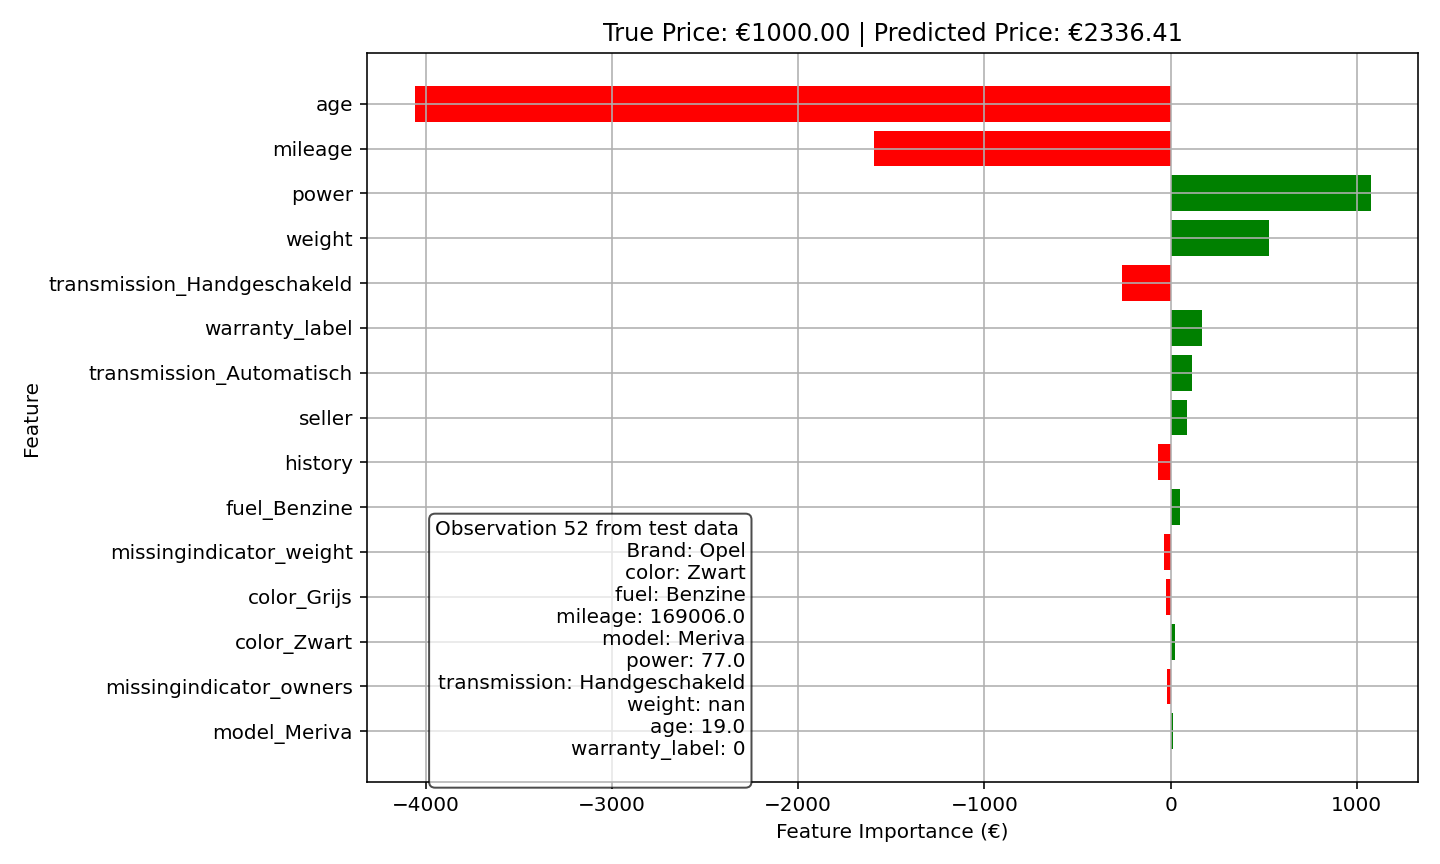 True Price: €1000.00 | Predicted Price: €2336.41
age
mileage
power
weight
transmission_Handgeschakeld
warranty_label
transmission_Automatisch
seller
history
fuel_Benzine
missingindicator_weight
color_Grijs
color_Zwart
missingindicator_owners
model_Meriva
Feature
Observation 52 from test data
Brand: Opel
color: Zwart
fuel: Benzine
mileage: 169006.0
model: Meriva
power: 77.0
transmission: Handgeschakeld
weight: nan
age: 19.0
warranty_label: 0
−4000 −3000 −2000 −1000 0 1000
Feature Importance (€)